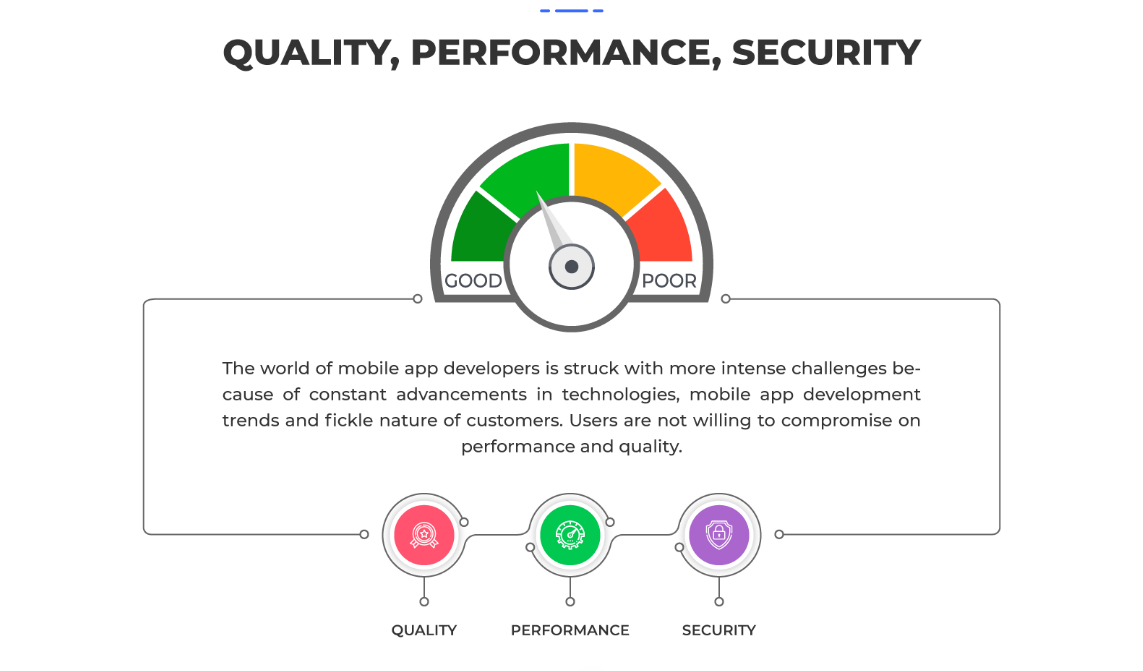 QUALITY, PERFORMANCE, SECURITY
GOOD
POOR
The world of mobile app developers is struck with more intense challenges be-
cause of constant advancements in technologies, mobile app development
trends and fickle nature of customers. Users are not willing to compromise on
performance and quality.
QUALITY
PERFORMANCE
SECURITY